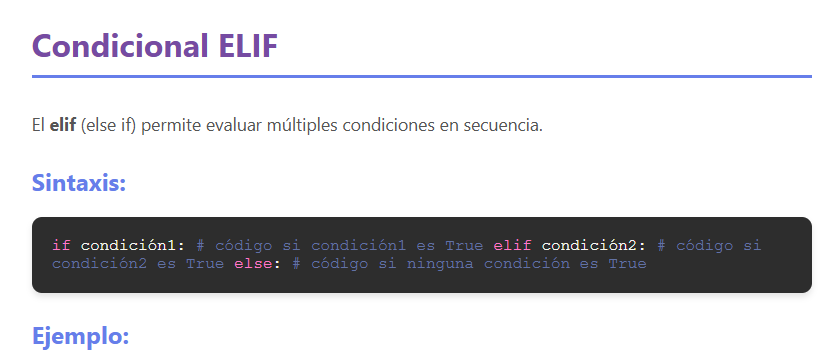 Condicional ELIF
El elif (else if) permite evaluar múltiples condiciones en secuencia.
Sintaxis:
if condición1: # código si condición1 es True elif condición2: # código si
condición2 es True else: # código si ninguna condición es True
Ejemplo: